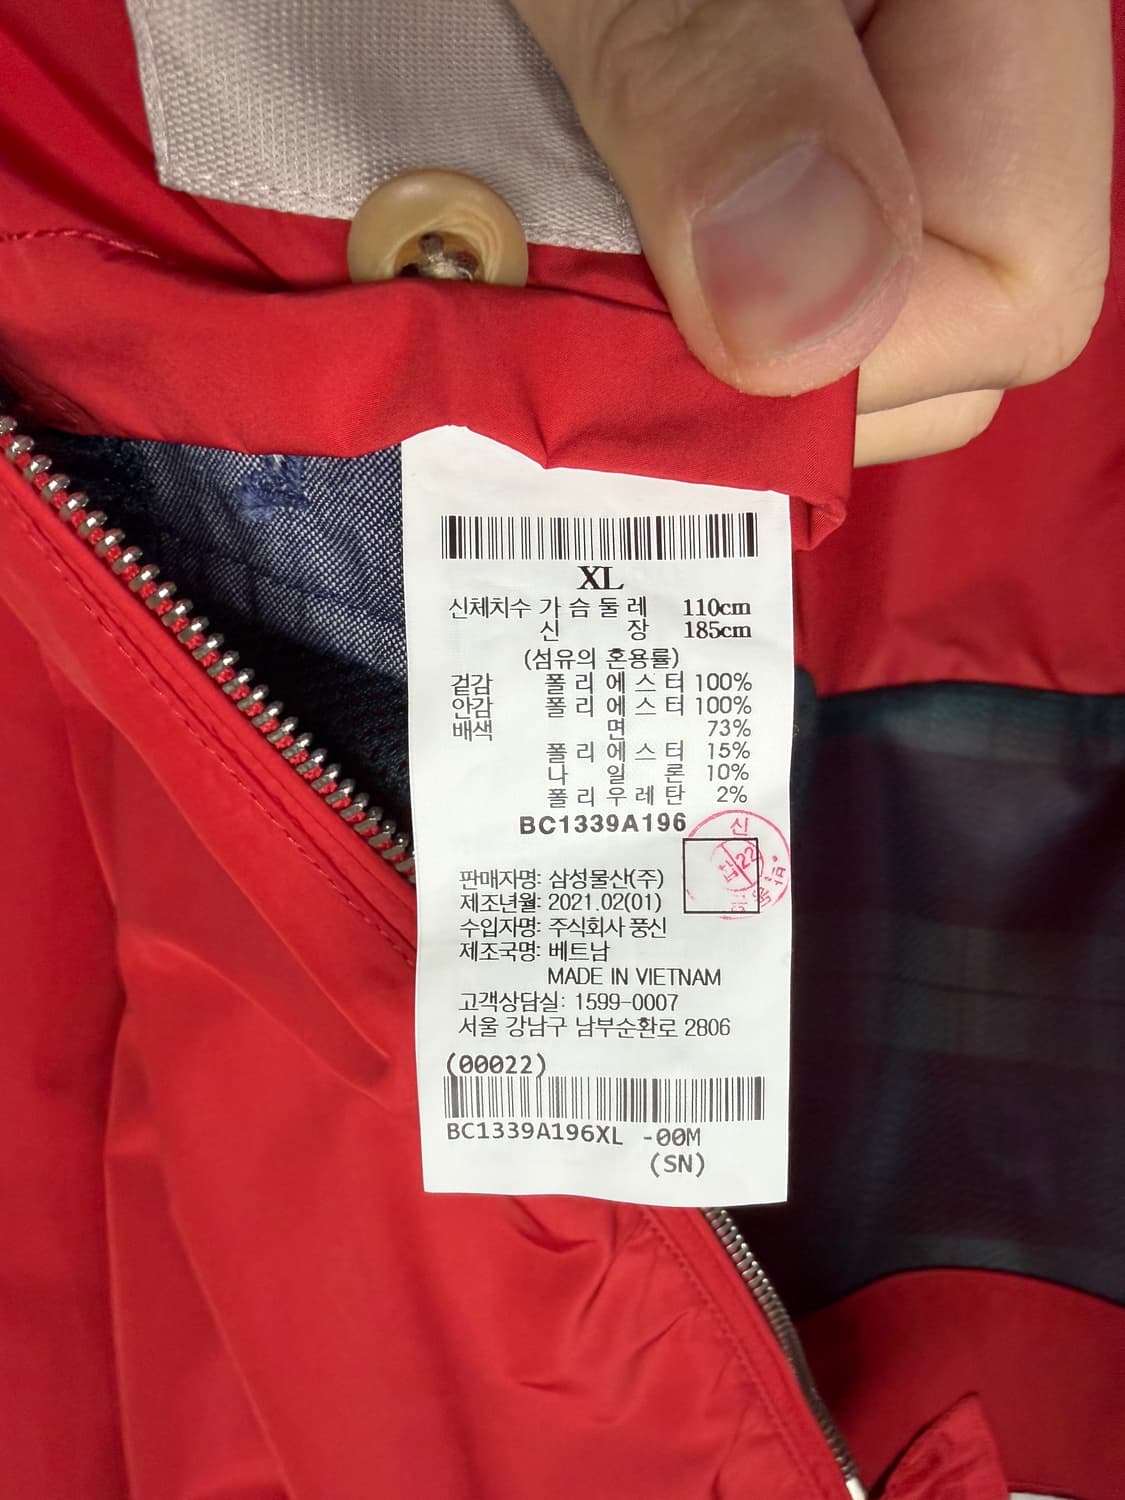 XL
신체치수 가슴둘레 110cm
신장 185cm
(섬유의 혼용률)
겉감 폴리에스터 100%
안감 폴리에스터 100%
배색 면 73%
폴리에스터 15%
나일론 10%
폴리우레탄 2%
BC1339A196
신
22
판매자명: 삼성물산(주)
제조년월: 2021.02(01)
수입자명: 주식회사 풍신
제조국명: 베트남
MADE IN VIETNAM
고객상담실: 1599-0007
서울 강남구 남부순환로 2806
(00022)
BC1339A196XL -00M
(SN)